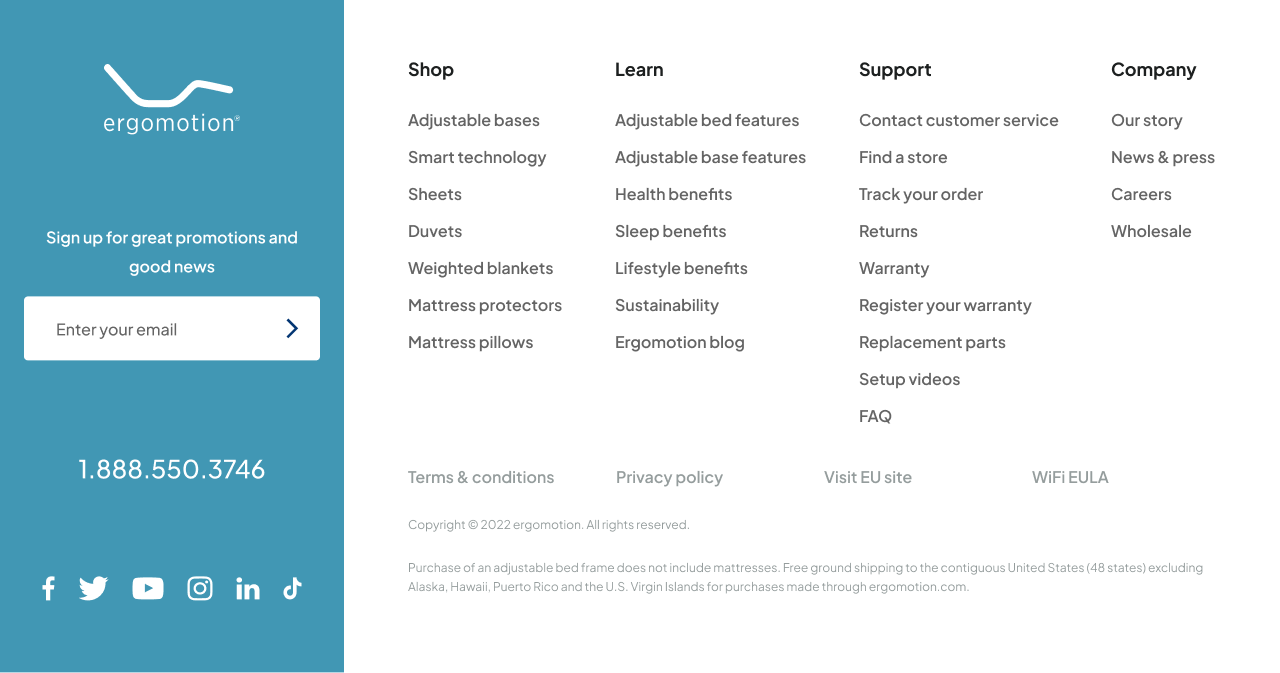 ergomotion®
Sign up for great promotions and
good news
Enter your email
1.888.550.3746
Shop
Adjustable bases
Smart technology
Sheets
Duvets
Weighted blankets
Mattress protectors
Mattress pillows
Learn
Adjustable bed features
Adjustable base features
Health benefits
Sleep benefits
Lifestyle benefits
Sustainability
Ergomotion blog
Support
Contact customer service
Find a store
Track your order
Returns
Warranty
Register your warranty
Replacement parts
Setup videos
FAQ
Company
Our story
News & press
Careers
Wholesale
Terms & conditions
Privacy policy
Visit EU site
WiFi EULA
Copyright © 2022 ergomotion. All rights reserved.
Purchase of an adjustable bed frame does not include mattresses. Free ground shipping to the contiguous United States (48 states) excluding
Alaska, Hawaii, Puerto Rico and the U.S. Virgin Islands for purchases made through ergomotion.com.